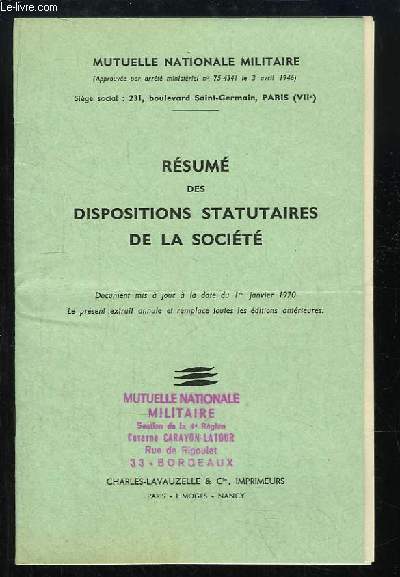 www.le-livre.com
MUTUELLE NATIONALE MILITAIRE
(Approuvée par arrêté ministériel nº 75-4341 le 3 avril 1946)
Siège social : 231, boulevard Saint-Germain, PARIS (VIIᵉ)
RÉSUMÉ
DES
DISPOSITIONS STATUTAIRES
DE LA SOCIÉTÉ
Document mis à jour à la date du 1ᵉʳ janvier 1970
Le présent extrait annule et remplace toutes les éditions antérieures.
MUTUELLE NATIONALE
MILITAIRE
Section de la 4ᵉ Région
Caserne CARAYON-LATOUR
Rue de
33 - BORDEAUX
CHARLES-LAVAUZELLE & Cⁱᵉ, IMPRIMEURS
PARIS - LIMOGES - NANCY